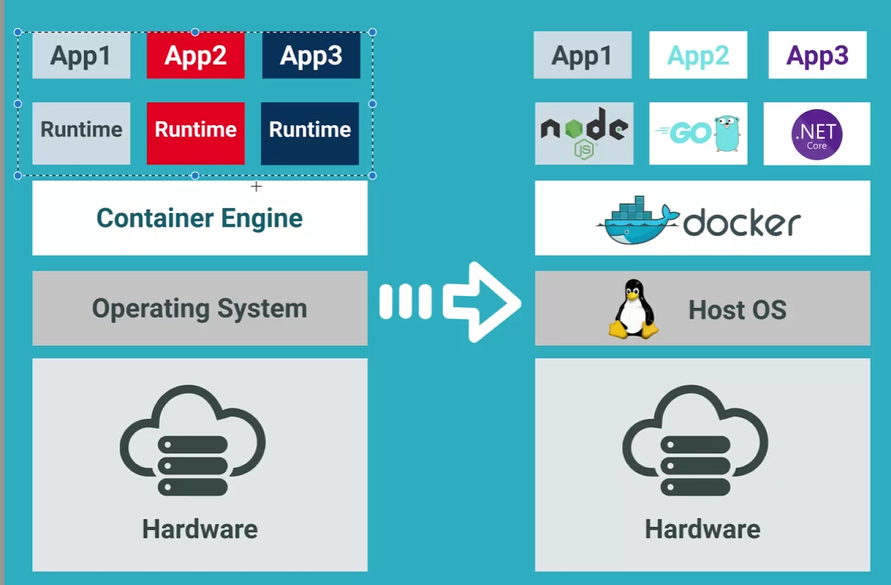 App1 App2 App3
Runtime Runtime Runtime
Container Engine
Operating System
Hardware
App1 App2 App3
node
JS
GO
.NET
Core
docker
Host OS
Hardware